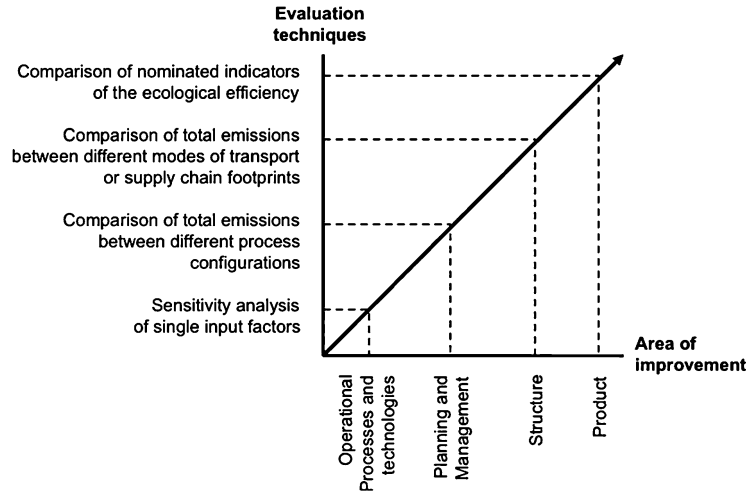 Evaluation
techniques
Comparison of nominated indicators
of the ecological efficiency
Comparison of total emissions
between different modes of transport
or supply chain footprints
Comparison of total emissions
between different process
configurations
Sensitivity analysis
of single input factors
Area of
improvement
Operational
Processes and
technologies
Planning and
Management
Structure
Product